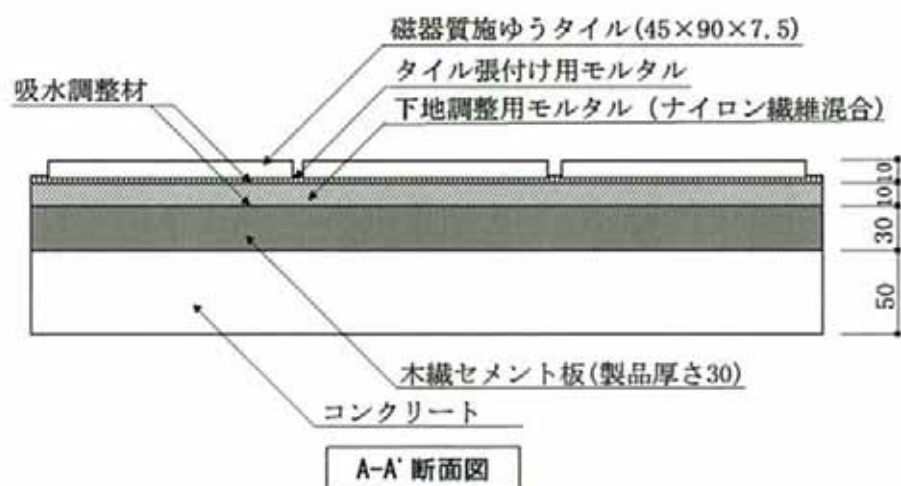 磁器質施ゆうタイル(45×90×7.5)
タイル張付け用モルタル
吸水調整材
下地調整用モルタル (ナイロン繊維混合)
10
10
30
50
木繊セメント板(製品厚さ30)
コンクリート
A-A' 断面図